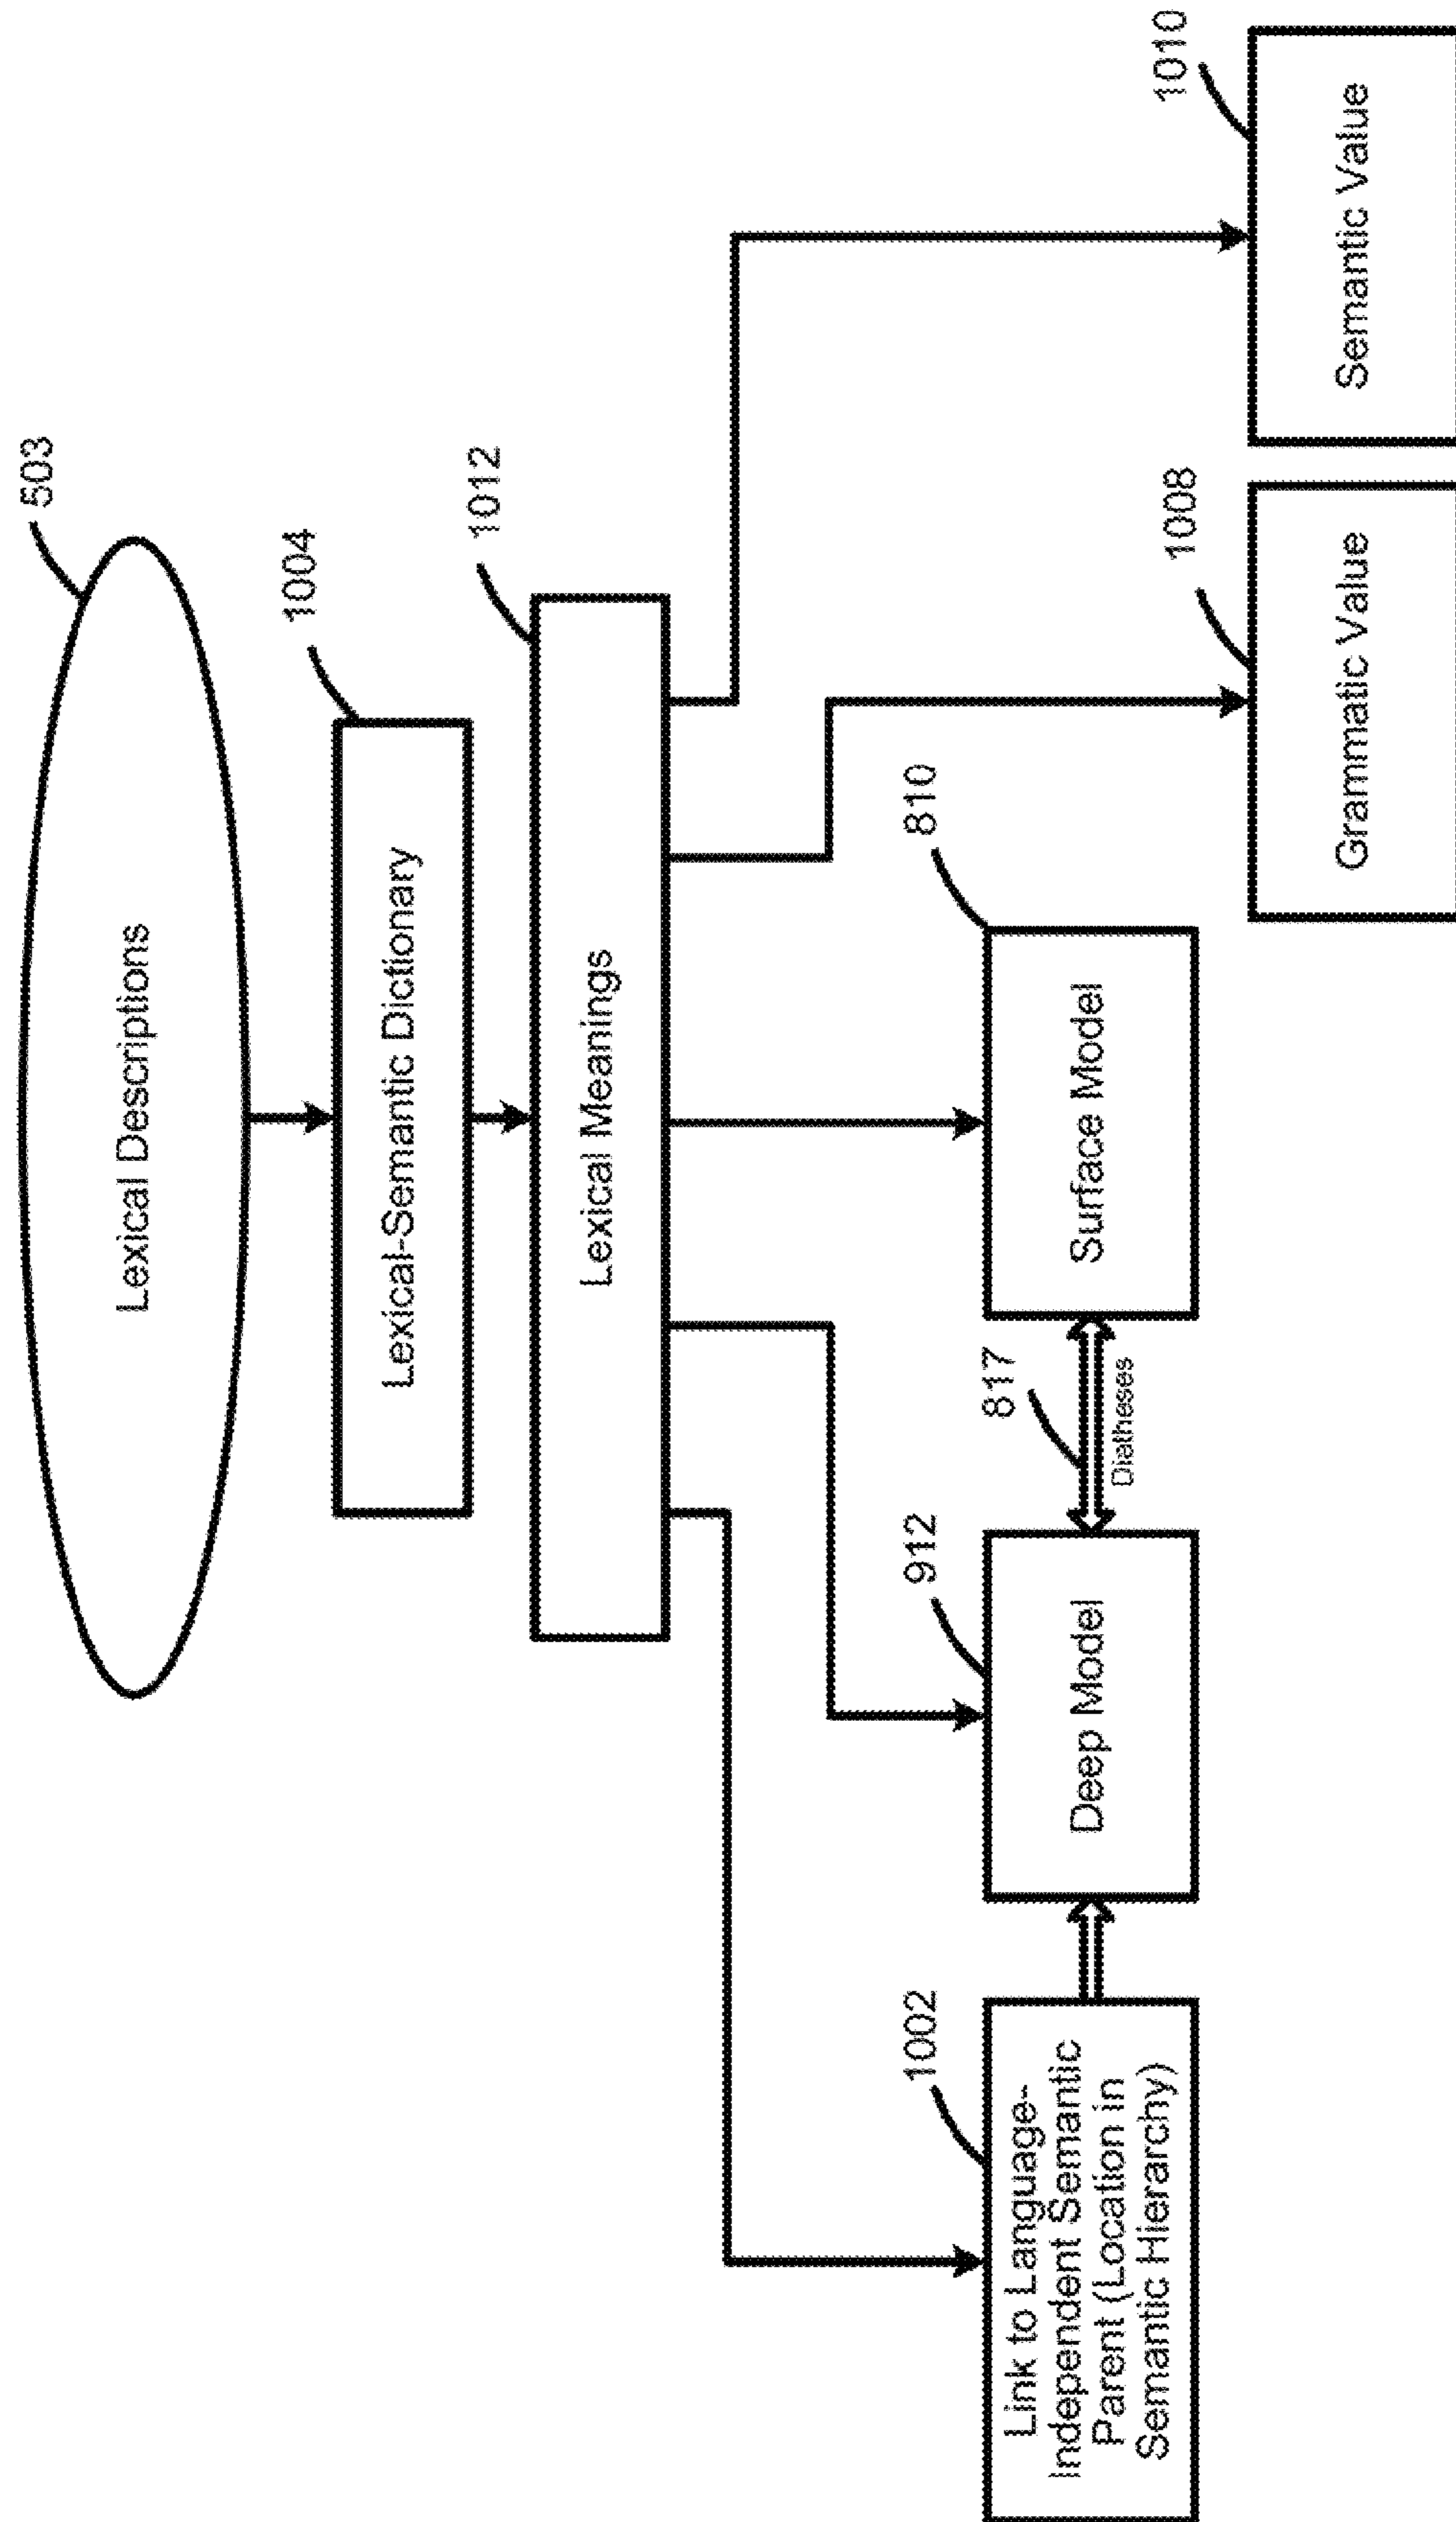 503
Lexical Descriptions
1004
Lexical-Semantic Dictionary
1012
Lexical Meanings
1002
Link to Language-
Independent Semantic
Parent (Location in
Semantic Hierarchy)
912
Deep Model
817
Diatheses
810
Surface Model
1008
Grammatic Value
1010
Semantic Value